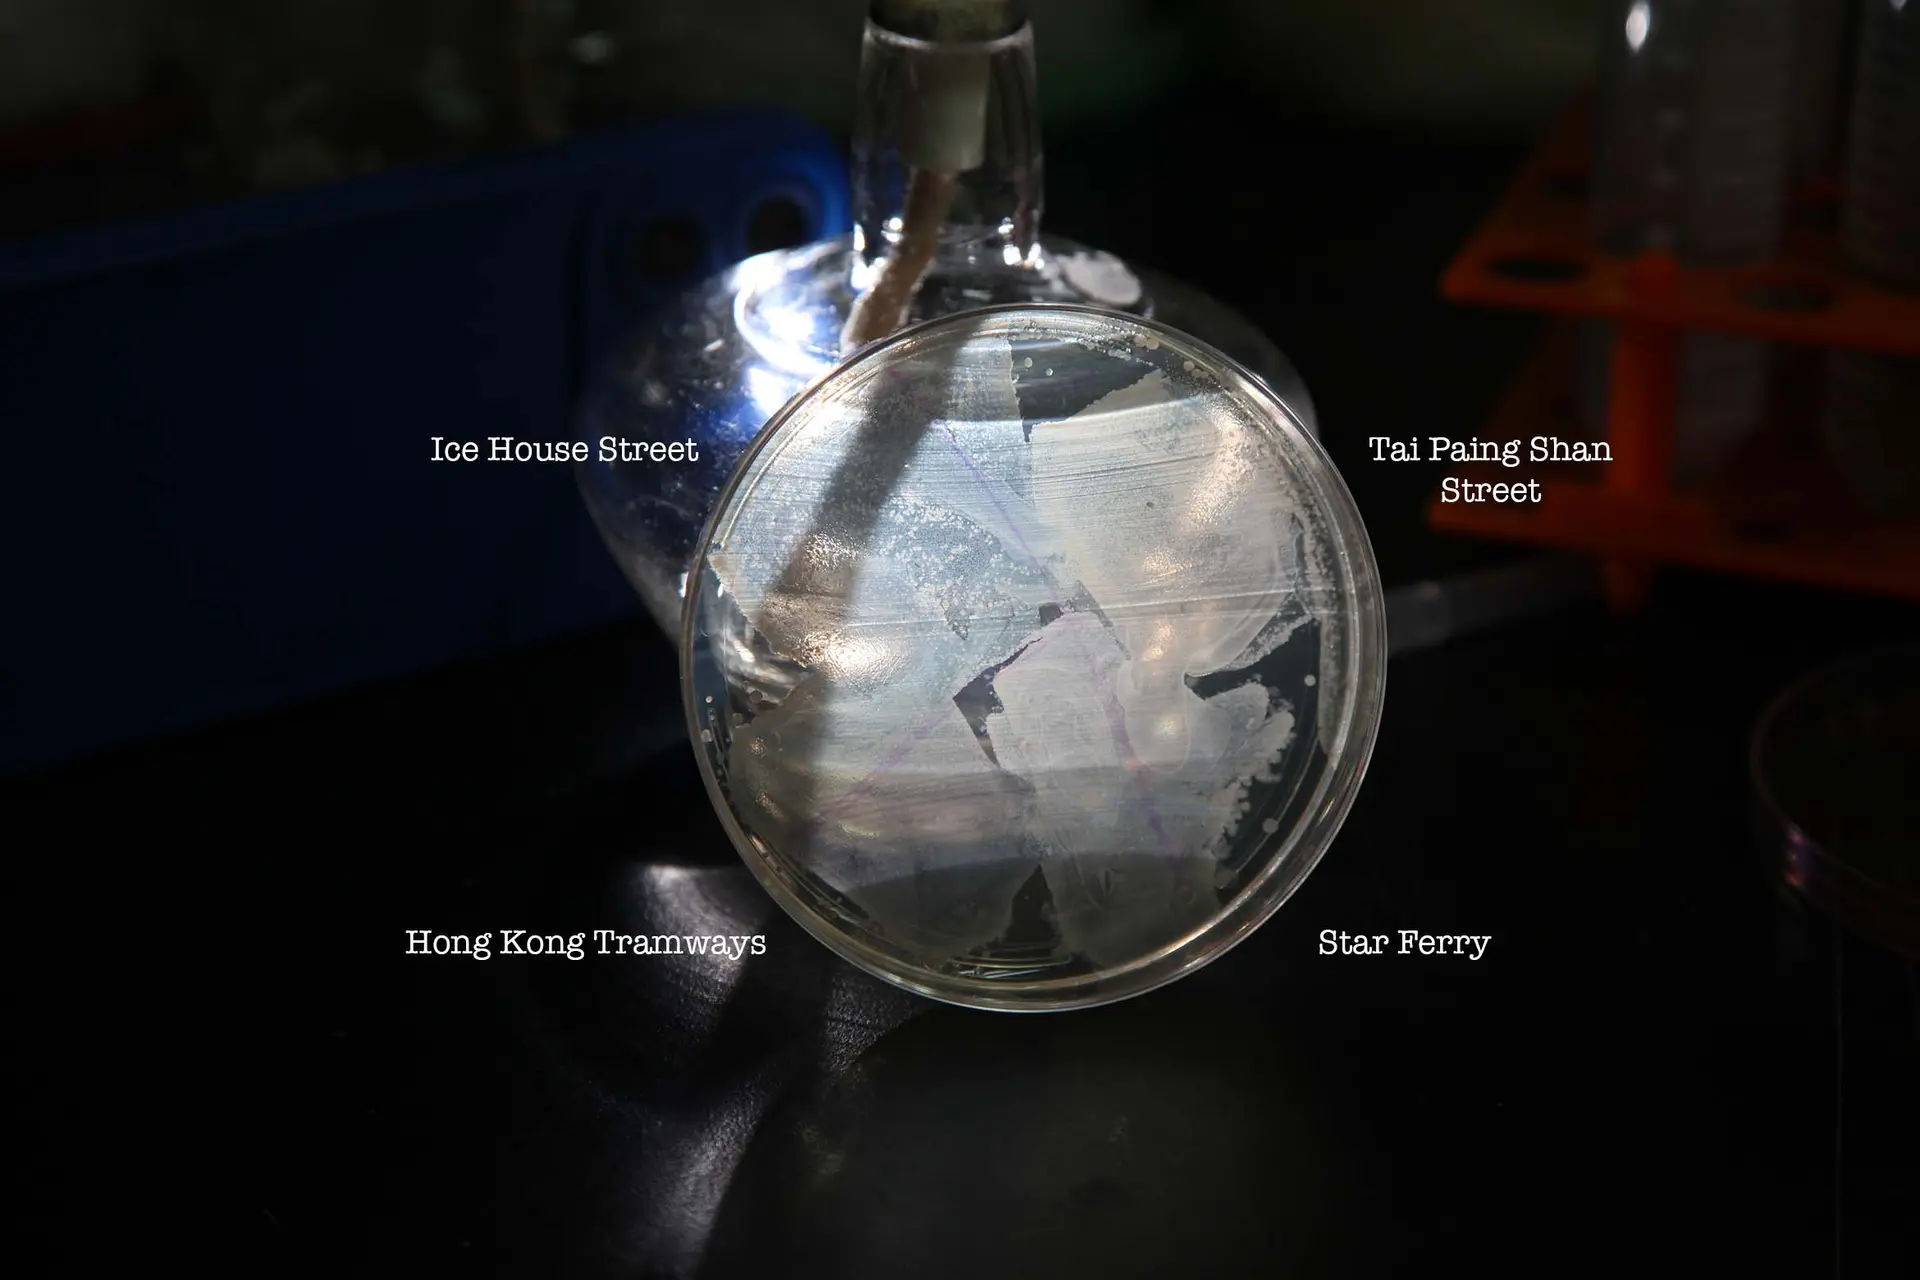 Ice House Street
Tai Paing Shan
Street
Hong Kong Tramways
Star Ferry